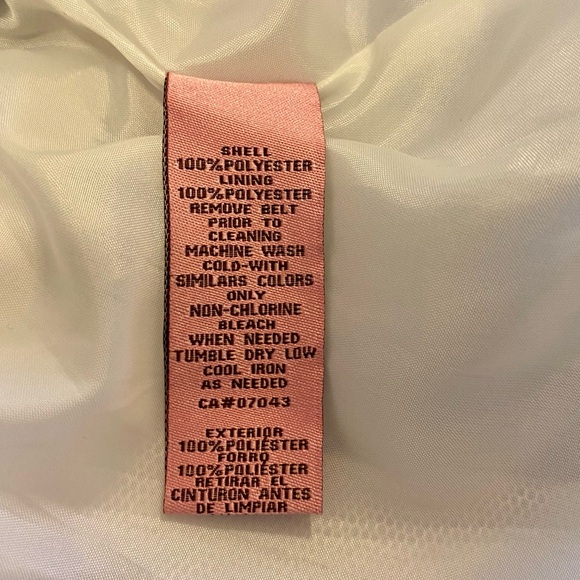 SHELL
100%POLYESTER
LINING
100%POLYESTER
REMOVE BELT
PRIOR TO
CLEANING
MACHINE WASH
COLD-WITH
SIMILARS COLORS
ONLY
NON-CHLORINE
BLEACH
WHEN NEEDED
TUMBLE DRY LOW
COOL IRON
AS NEEDED
CA#07043
EXTERIOR
100%POLIÉSTER
FORRO
100%POLIÉSTER
RETIRAR EL
CINTURON ANTES
DE LIMPIAR